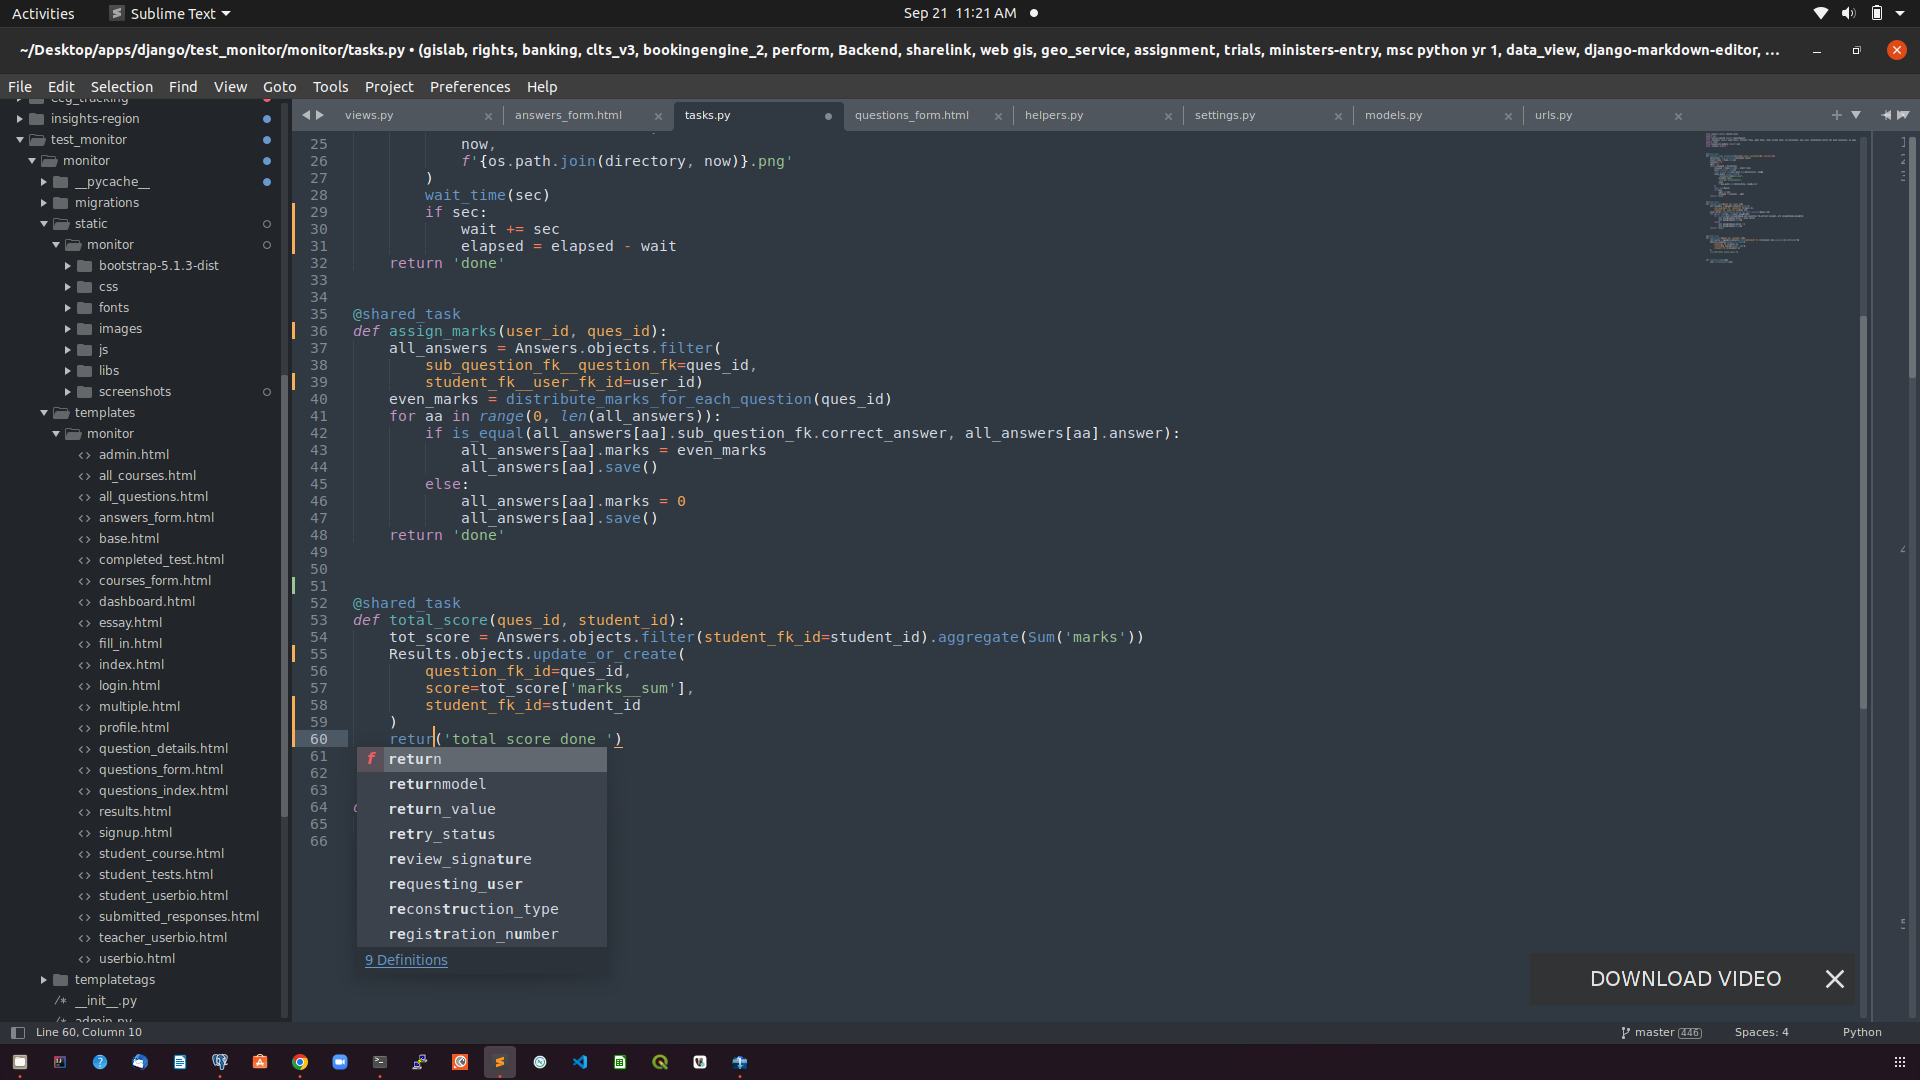 Activities
Sublime Text
Sep 21 11:21 AM
~/Desktop/apps/django/test_monitor/monitor/tasks.py • (gislab, rights, banking, clts_v3, bookingengine_2, perform, Backend, sharelink, web gis, geo_service, assignment, trials, ministers-entry, msc python yr 1, data_view, django-markdown-editor, ...
File Edit Selection Find View Goto Tools Project Preferences Help
insights-region
test_monitor
monitor
__pycache__
migrations
static
monitor
bootstrap-5.1.3-dist
css
fonts
images
js
libs
screenshots
templates
monitor
admin.html
all_courses.html
all_questions.html
answers_form.html
base.html
completed_test.html
courses_form.html
dashboard.html
essay.html
fill_in.html
index.html
login.html
multiple.html
profile.html
question_details.html
questions_form.html
questions_index.html
results.html
signup.html
student_course.html
student_tests.html
student_userbio.html
submitted_responses.html
teacher_userbio.html
userbio.html
templatetags
/* __init__.py
/* admin.py
views.py answers_form.html tasks.py questions_form.html helpers.py settings.py models.py urls.py
25 now,
26 f'{os.path.join(directory, now)}.png'
27 )
28 wait_time(sec)
29 if sec:
30 wait += sec
31 elapsed = elapsed - wait
32 return 'done'
33
34
35 @shared_task
36 def assign_marks(user_id, ques_id):
37 all_answers = Answers.objects.filter(
38 sub_question_fk__question_fk=ques_id,
39 student_fk__user_fk_id=user_id)
40 even_marks = distribute_marks_for_each_question(ques_id)
41 for aa in range(0, len(all_answers)):
42 if is_equal(all_answers[aa].sub_question_fk.correct_answer, all_answers[aa].answer):
43 all_answers[aa].marks = even_marks
44 all_answers[aa].save()
45 else:
46 all_answers[aa].marks = 0
47 all_answers[aa].save()
48 return 'done'
49
50
51
52 @shared_task
53 def total_score(ques_id, student_id):
54 tot_score = Answers.objects.filter(student_fk_id=student_id).aggregate(Sum('marks'))
55 Results.objects.update_or_create(
56 question_fk_id=ques_id,
57 score=tot_score['marks__sum'],
58 student_fk_id=student_id
59 )
60 retur('total score done ')
61
62
63
64
65
66
f return
returnmodel
return_value
retry_status
review_signature
requesting_user
reconstruction_type
registration_number
9 Definitions
DOWNLOAD VIDEO
Line 60, Column 10
master 446
Spaces: 4
Python